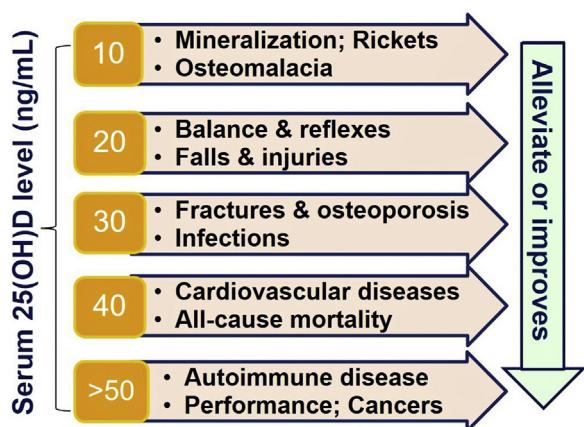 Serum 25(OH)D level (ng/mL)
10
• Mineralization; Rickets
• Osteomalacia
20
• Balance & reflexes
• Falls & injuries
30
• Fractures & osteoporosis
• Infections
40
• Cardiovascular diseases
• All-cause mortality
>50
• Autoimmune disease
• Performance; Cancers
Alleviate or improves